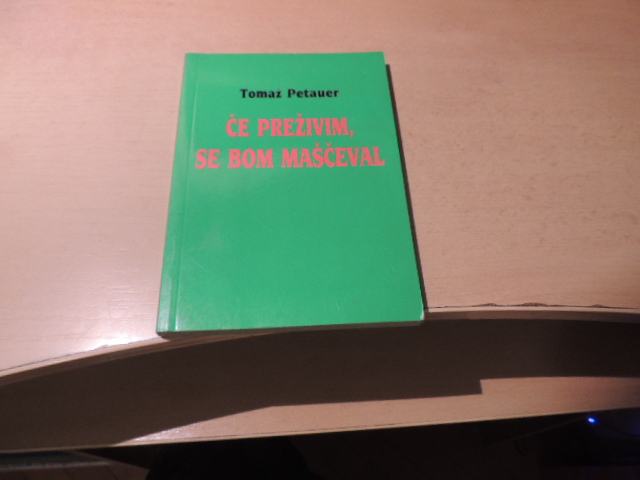 Tomaz Petauer
ČE PREŽIVIM,
SE BOM MAŠČEVAL